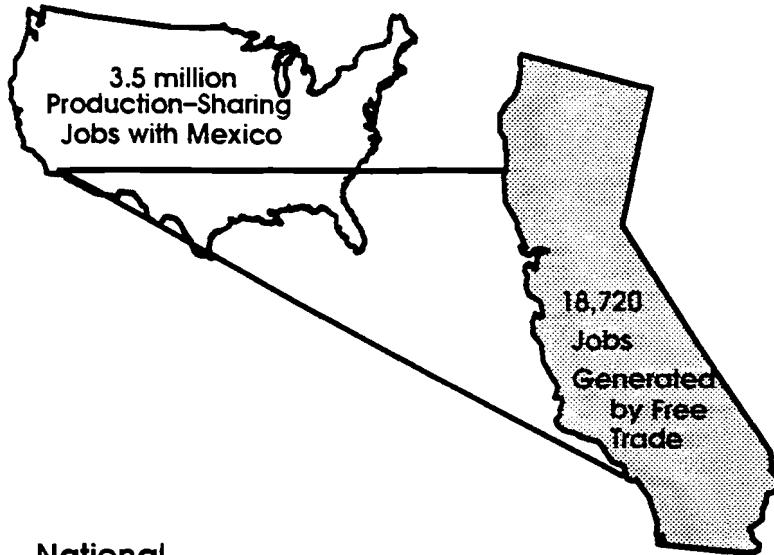 3.5 million
Production-Sharing
Jobs with Mexico
18,720
Jobs
Generated
by Free
Trade
National